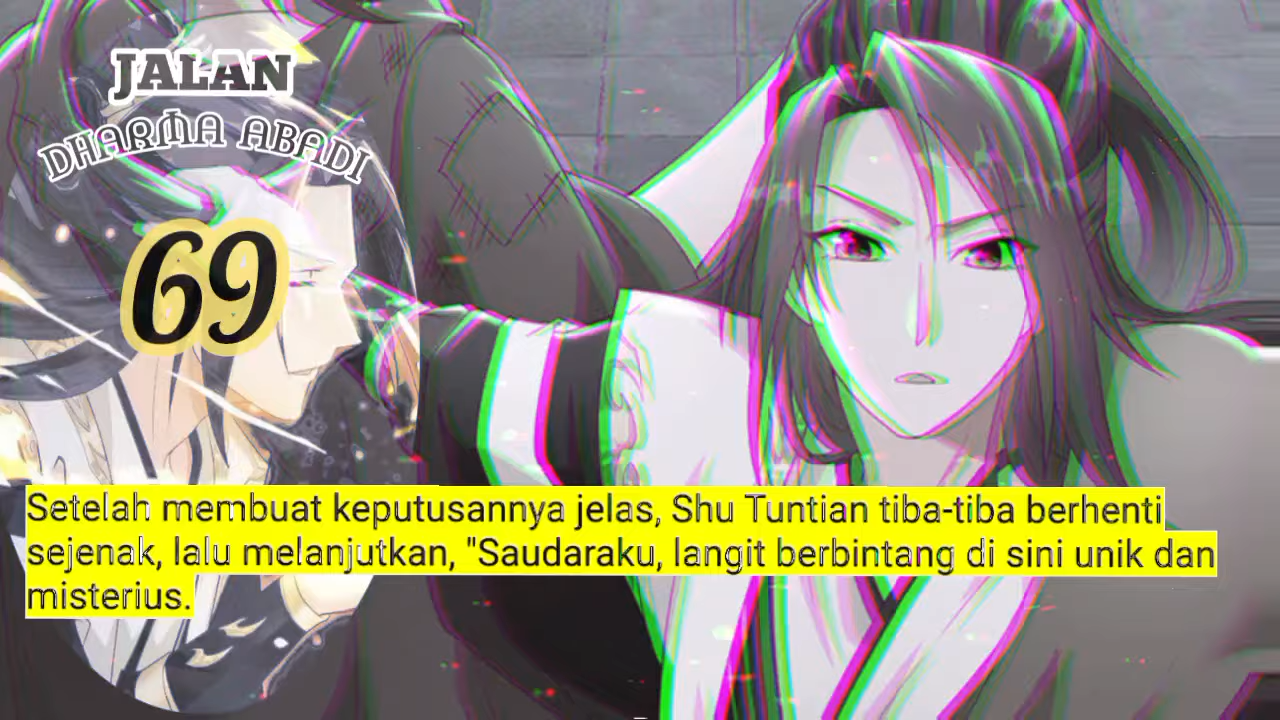 JALAN
DHARMA ABADI
69
Setelah membuat keputusannya jelas, Shu Tuntian tiba-tiba berhenti
sejenak, lalu melanjutkan, "Saudaraku, langit berbintang di sini unik dan
misterius.